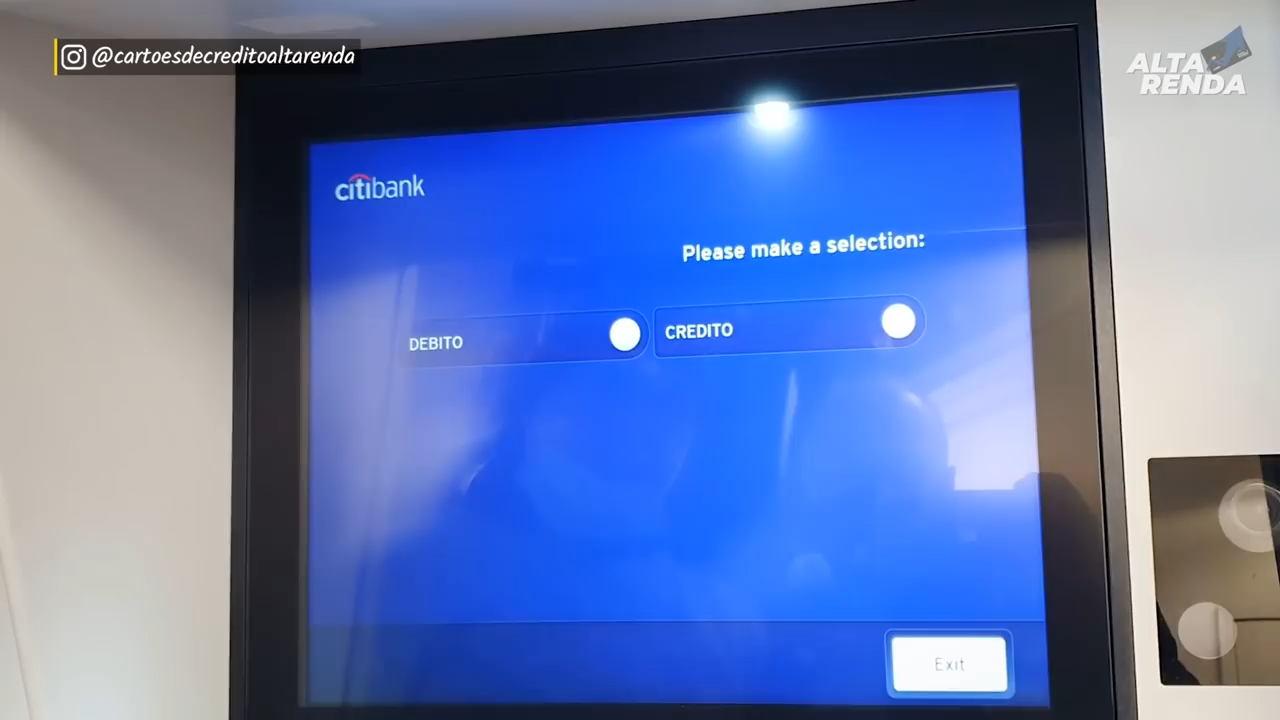 @cartoesdecreditoaltarenda
ALTA
RENDA
citibank
Please make a selection:
DEBITO
CREDITO
Exit